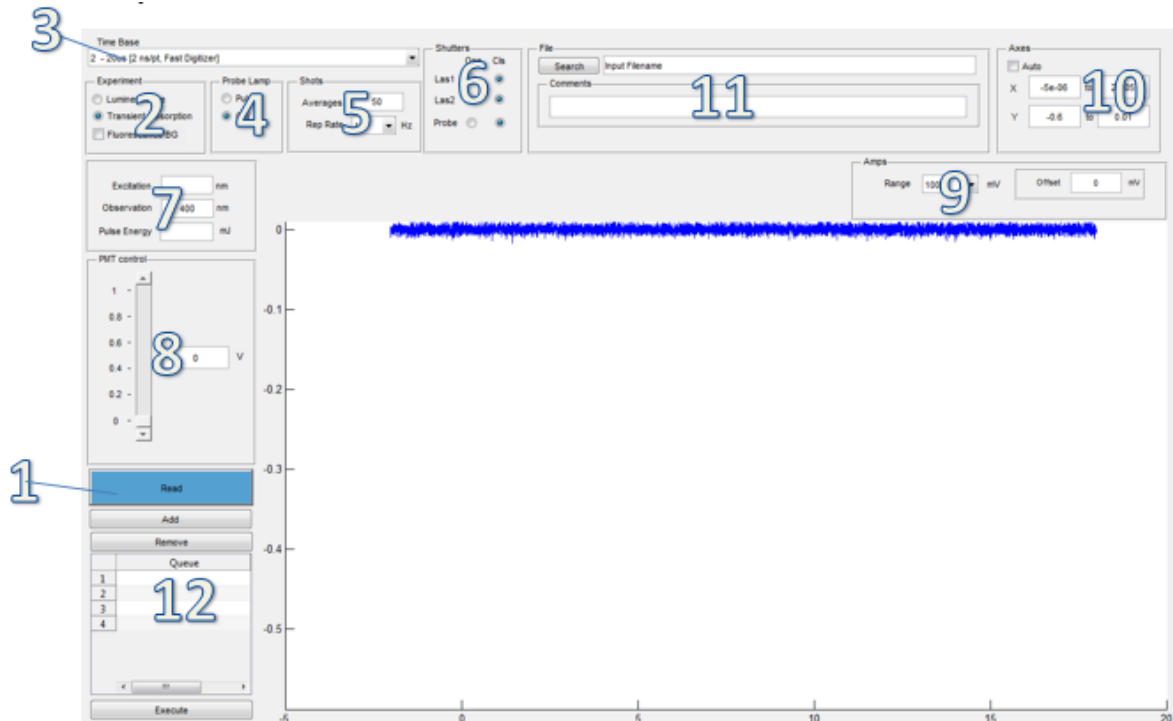 3
Time Base
2 - 20us [2 ns/pt, Fast Digitizer]
Experiment
Transient
Fluorescence BG
2
Probe Lamp
4
Shots
Averages 50
Rep Rate Hz
5
Shutters
Cls
Las1
Las2
Probe
6
File
Search Input Filename
Comments
11
Axes
Auto
X -5e-06 to
Y -0.6 to 0.01
10
Excitation nm
Observation 400 nm
Pulse Energy mJ
7
Amps
Range mV Offset 0 mV
9
PMT control
1
0.8
0.6
0.4
0.2
0
0 V
8
1
Read
Add
Remove
Queue
1
2
3
4
12
Execute
0
-0.1
-0.2
-0.3
-0.4
-0.5
-5 0 5 10 15 20